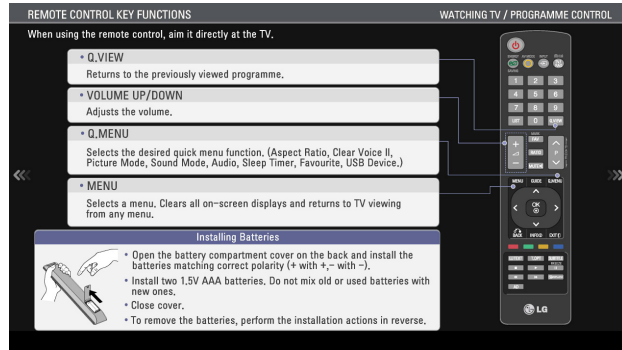 REMOTE CONTROL KEY FUNCTIONS
WATCHING TV / PROGRAMME CONTROL
When using the remote control, aim it directly at the TV.
• Q.VIEW
Returns to the previously viewed programme.
• VOLUME UP/DOWN
Adjusts the volume.
• Q.MENU
Selects the desired quick menu function. (Aspect Ratio, Clear Voice II,
Picture Mode, Sound Mode, Audio, Sleep Timer, Favourite, USB Device.)
• MENU
Selects a menu. Clears all on-screen displays and returns to TV viewing
from any menu.
Installing Batteries
• Open the battery compartment cover on the back and install the
batteries matching correct polarity (+ with +,- with -).
• Install two 1,5V AAA batteries. Do not mix old or used batteries with
new ones.
• Close cover.
• To remove the batteries, perform the installation actions in reverse.
1 2 3
4 5 6
7 8 9
LIST 0 Q.VIEW
FAV
+
P
MUTE
-
MENU GUIDE Q.MENU
OK
BACK INFO EXIT
T.OPT SUBTITLE
LG